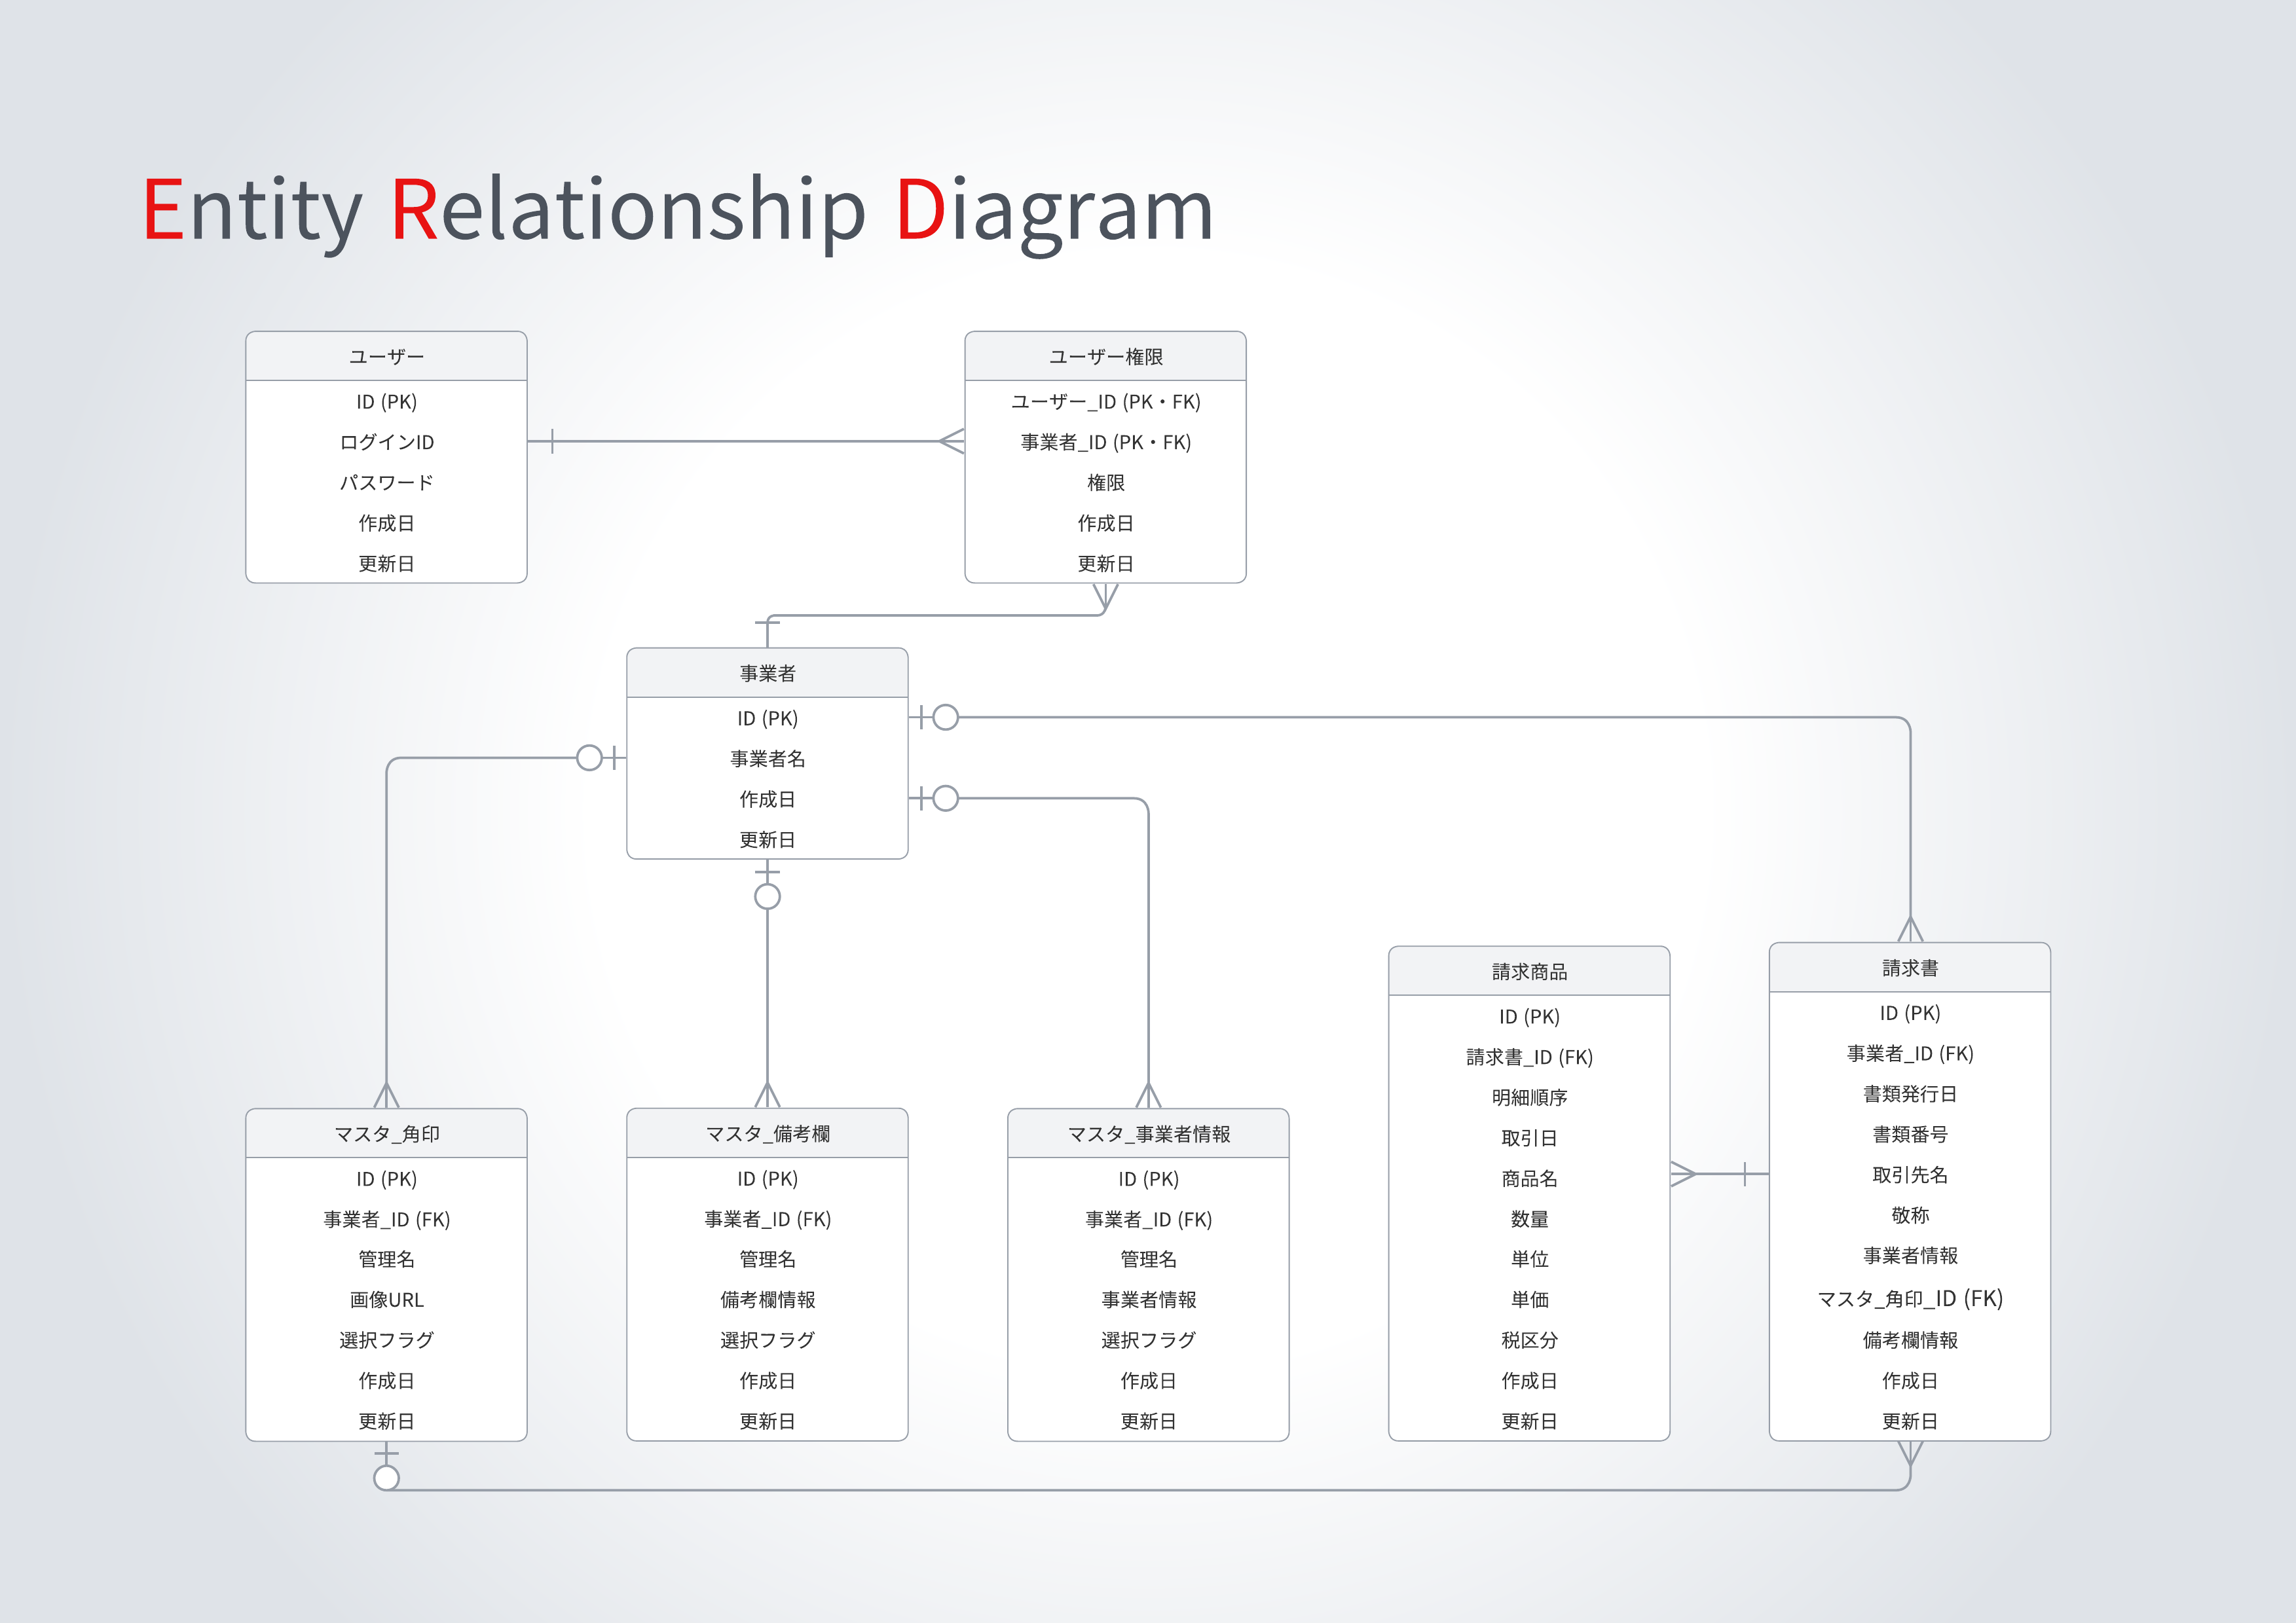 Entity Relationship Diagram
ユーザー
ID (PK)
ログインID
パスワード
作成日
更新日
ユーザー権限
ユーザー_ID (PK・FK)
事業者_ID (PK・FK)
権限
作成日
更新日
事業者
ID (PK)
事業者名
作成日
更新日
マスタ_角印
ID (PK)
事業者_ID (FK)
管理名
画像URL
選択フラグ
作成日
更新日
マスタ_備考欄
ID (PK)
事業者_ID (FK)
管理名
備考欄情報
選択フラグ
作成日
更新日
マスタ_事業者情報
ID (PK)
事業者_ID (FK)
管理名
事業者情報
選択フラグ
作成日
更新日
請求商品
ID (PK)
請求書_ID (FK)
明細順序
取引日
商品名
数量
単位
単価
税区分
作成日
更新日
請求書
ID (PK)
事業者_ID (FK)
書類発行日
書類番号
取引先名
敬称
事業者情報
マスタ_角印_ID (FK)
備考欄情報
作成日
更新日